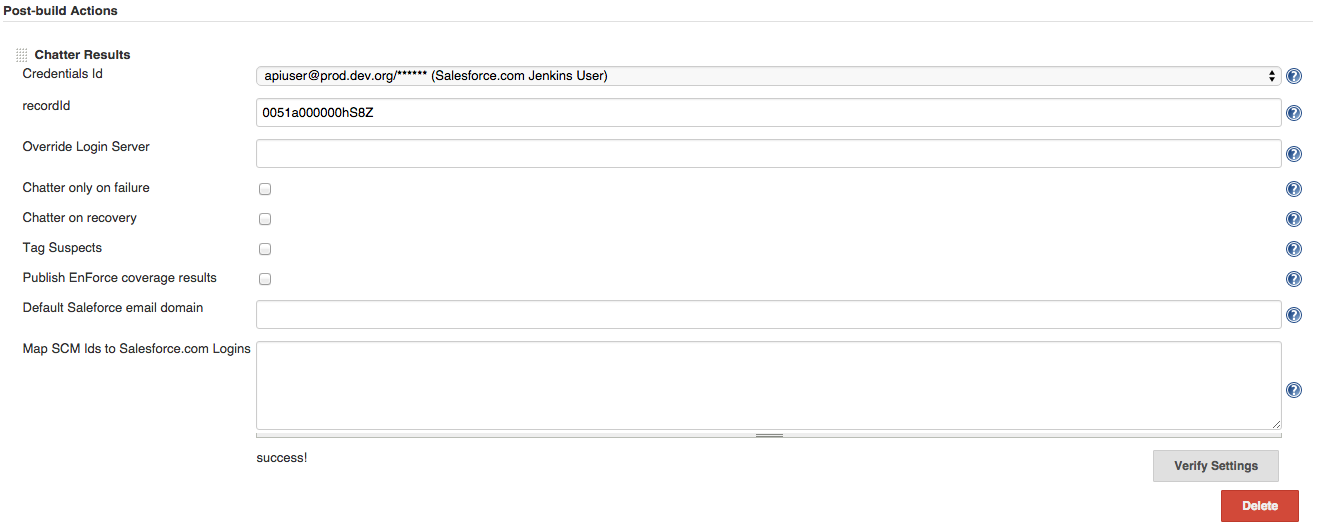 Post-build Actions
Chatter Results
Credentials Id
apiuser@prod.dev.org/****** (Salesforce.com Jenkins User)
recordId
0051a000000hS8Z
Override Login Server
Chatter only on failure
Chatter on recovery
Tag Suspects
Publish EnForce coverage results
Default Saleforce email domain
Map SCM Ids to Salesforce.com Logins
success!
Verify Settings
Delete